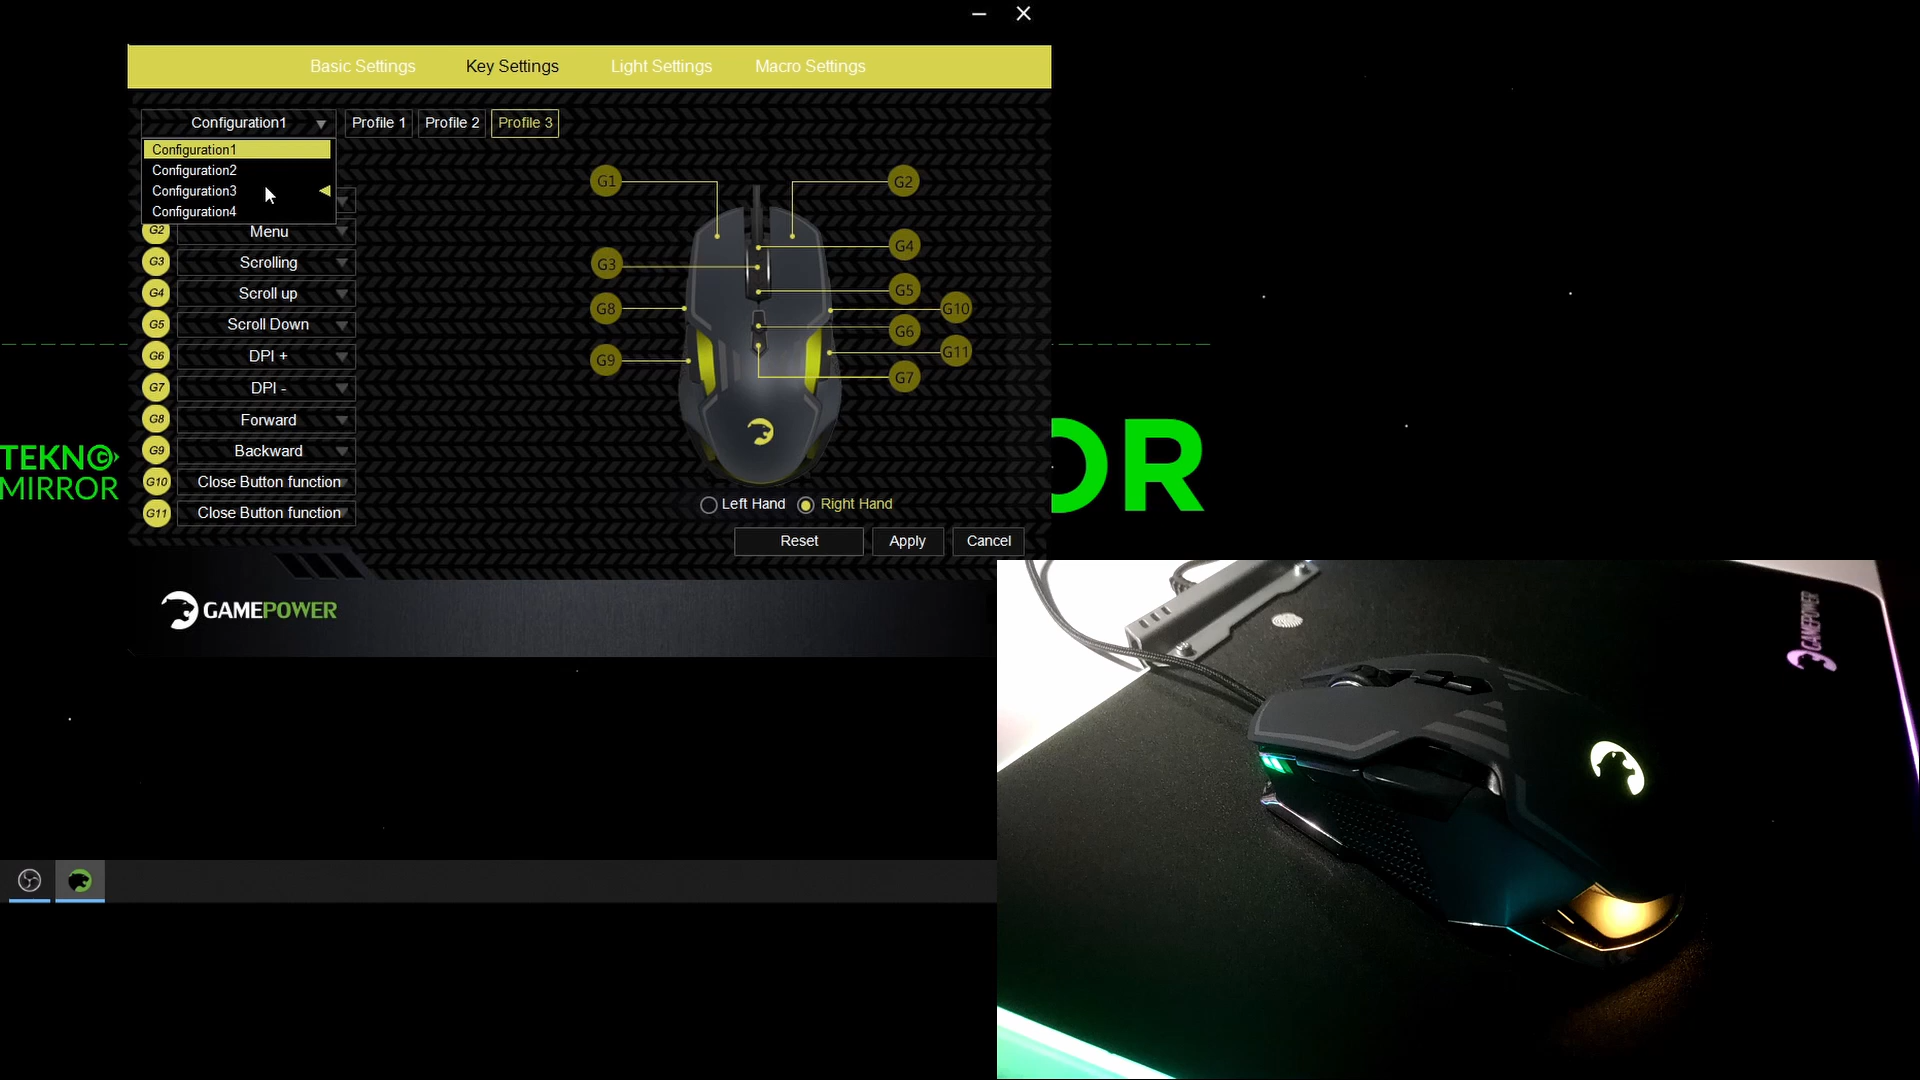 Basic Settings Key Settings Light Settings Macro Settings
Configuration1 Profile 1 Profile 2 Profile 3
Configuration1
Configuration2
Configuration3
Configuration4
G2 Menu
G3 Scrolling
G4 Scroll up
G5 Scroll Down
G6 DPI +
G7 DPI -
G8 Forward
G9 Backward
G10 Close Button function
G11 Close Button function
G1 G2
G4
G3
G5
G8 G10
G6
G11
G9
G7
Left Hand Right Hand
Reset Apply Cancel
GAMEPOWER
TEKNO
MIRROR
OR
GAMEPOWER